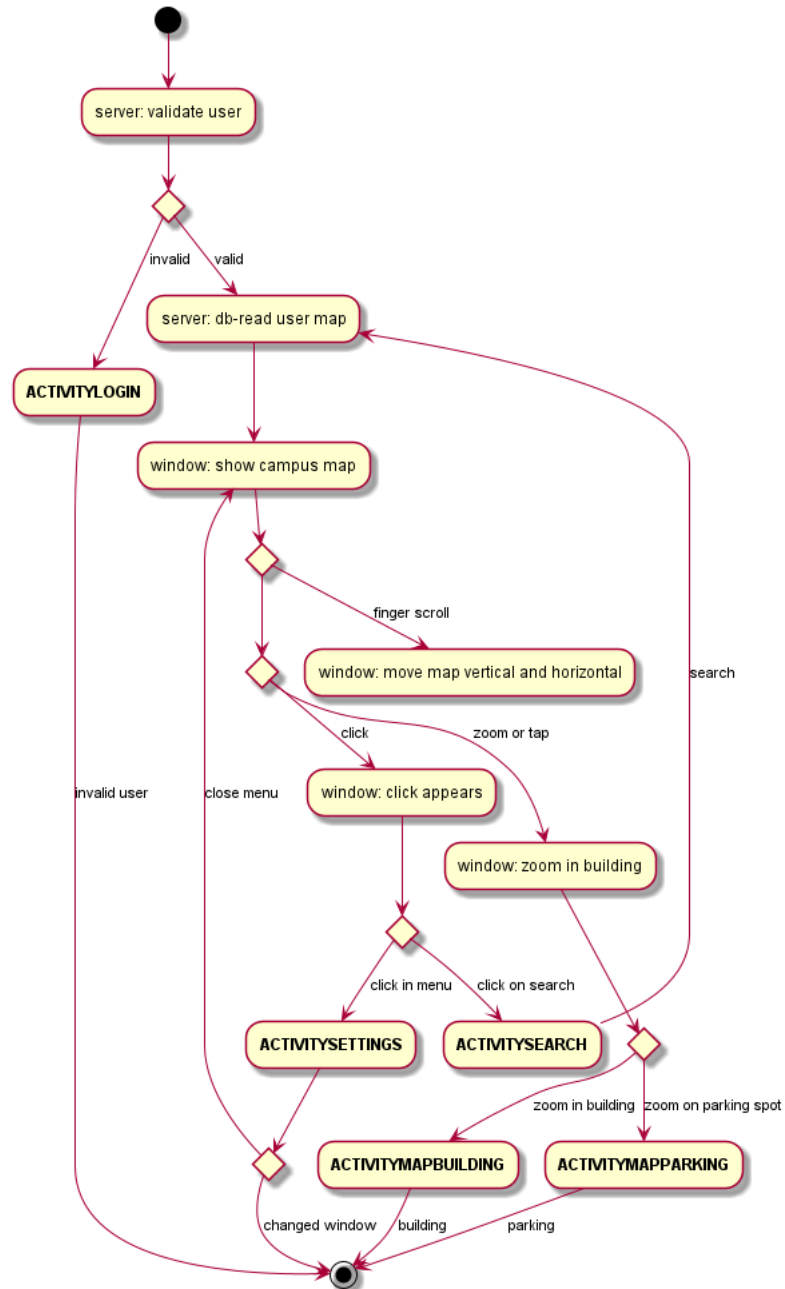 server: validate user
invalid
valid
server: db-read user map
ACTIVITYLOGIN
window: show campus map
finger scroll
window: move map vertical and horizontal
search
click
zoom or tap
invalid user
close menu
window: click appears
window: zoom in building
click in menu
click on search
ACTIVITYSETTINGS
ACTIVITYSEARCH
zoom in building
zoom on parking spot
ACTIVITYMAPBUILDING
ACTIVITYMAPPARKING
changed window
building
parking